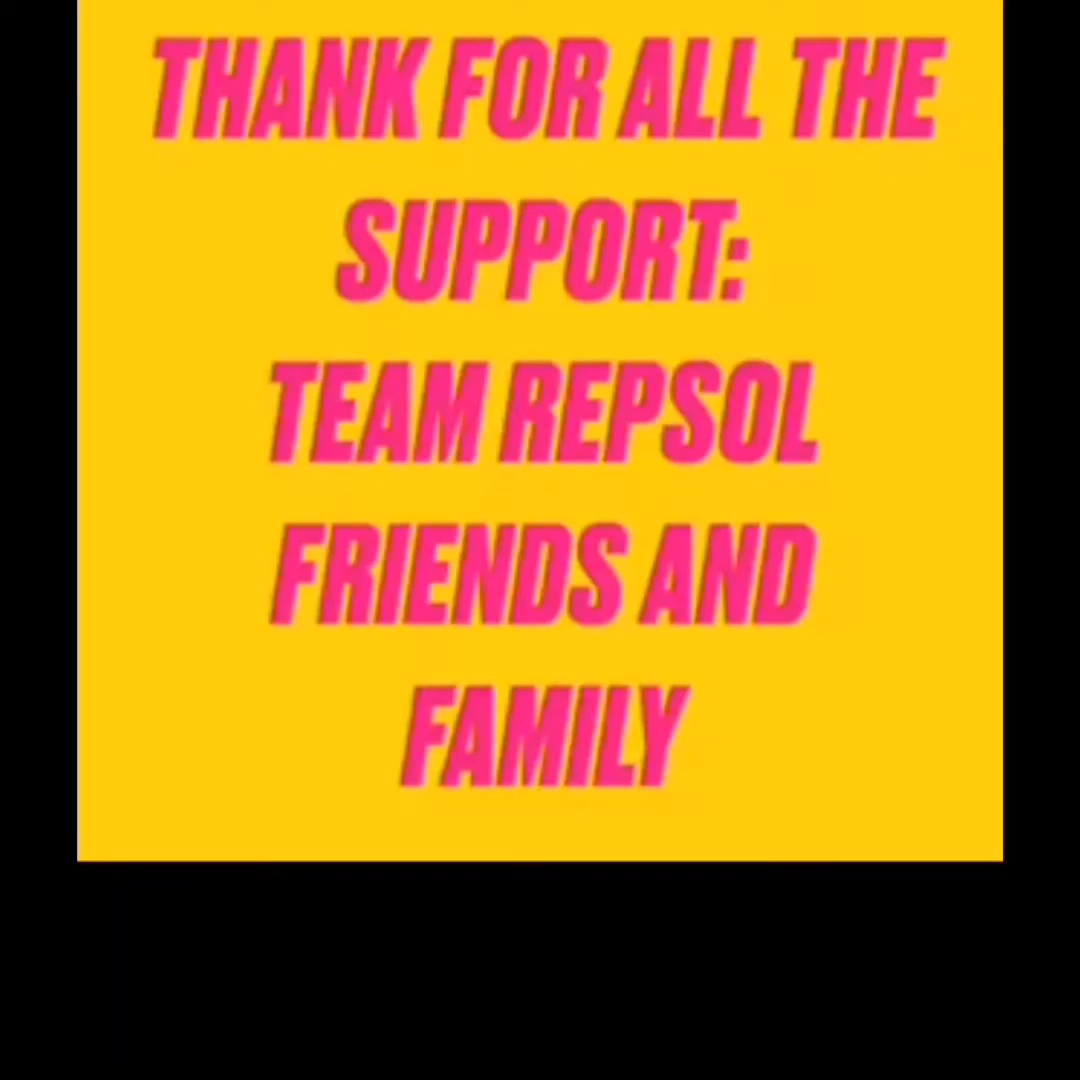 THANK FOR ALL THE
SUPPORT:
TEAM REPSOL
FRIENDS AND
FAMILY